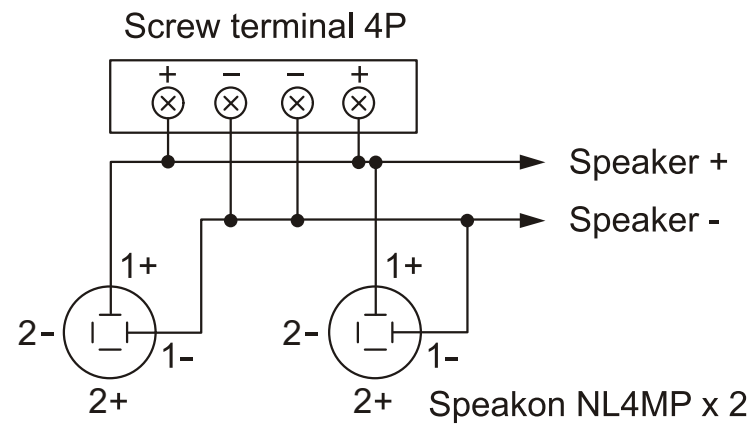 Screw terminal 4P
+ − − +
Speaker +
Speaker -
1+ 1+
2- 2-
1- 1-
2+ 2+
Speakon NL4MP x 2